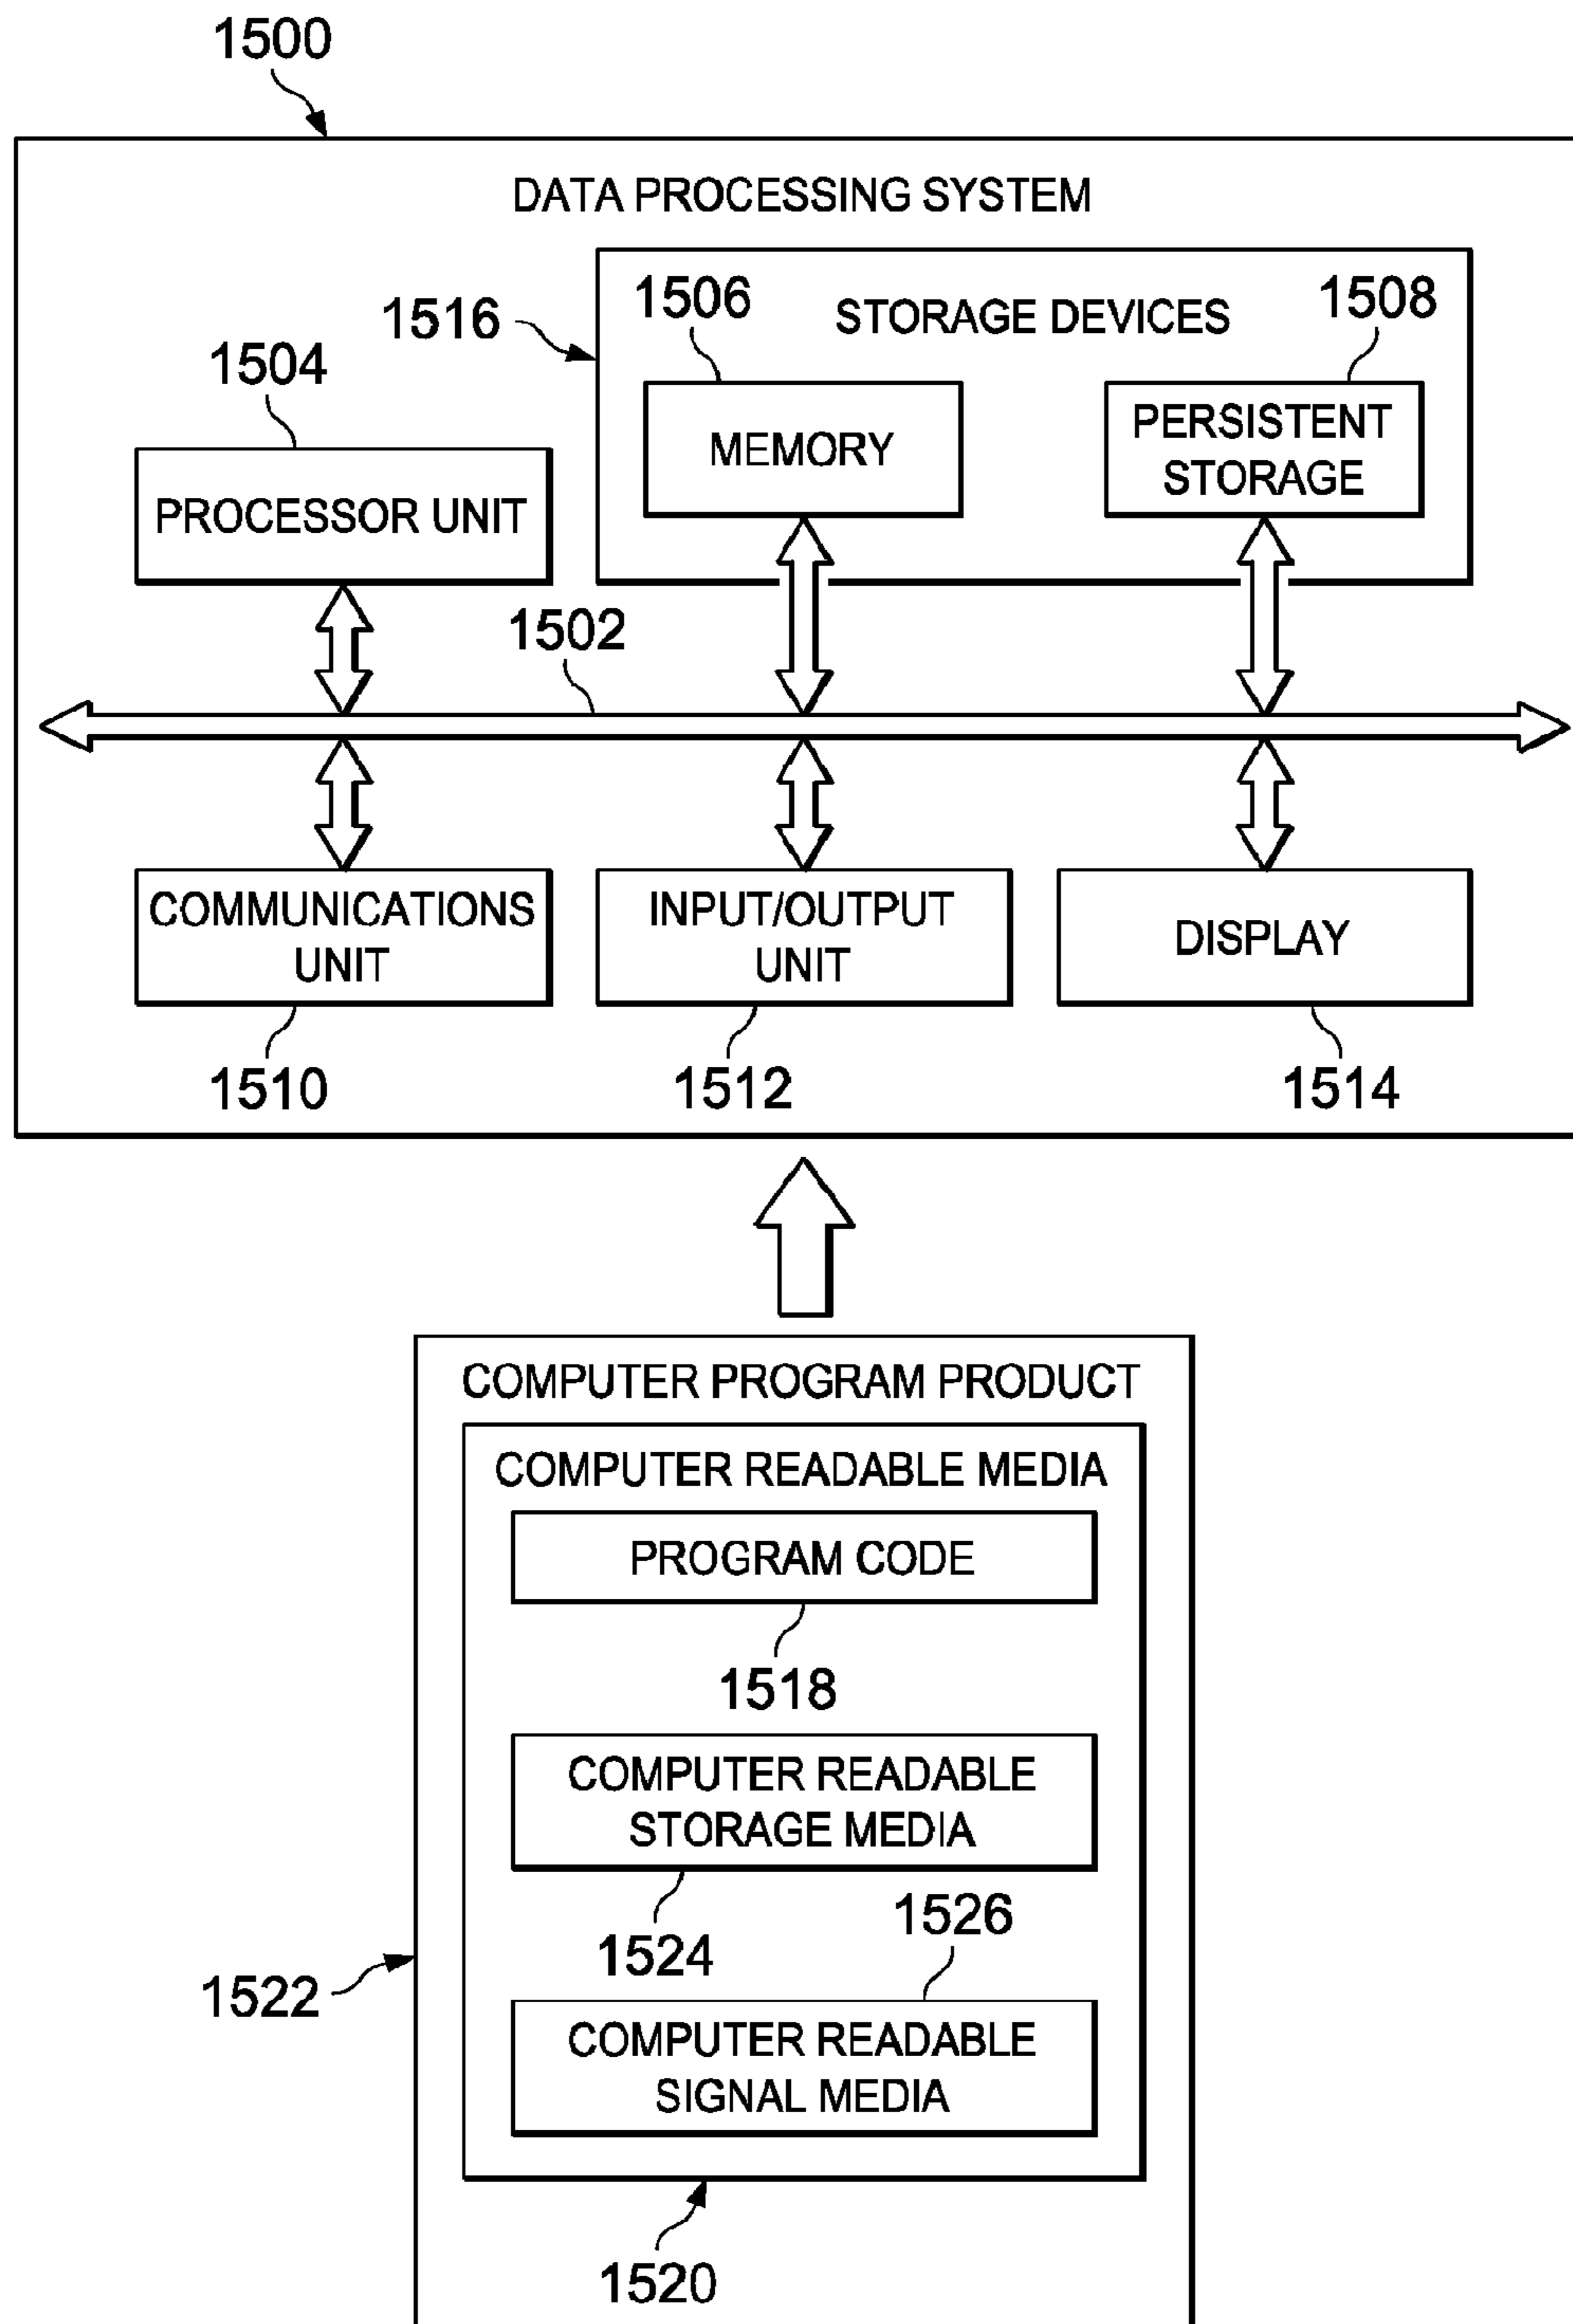 1500
DATA PROCESSING SYSTEM
1516
1506
STORAGE DEVICES
1508
1504
MEMORY
PERSISTENT
STORAGE
PROCESSOR UNIT
1502
COMMUNICATIONS
UNIT
INPUT/OUTPUT
UNIT
DISPLAY
1510
1512
1514
COMPUTER PROGRAM PRODUCT
COMPUTER READABLE MEDIA
PROGRAM CODE
1518
COMPUTER READABLE
STORAGE MEDIA
1524
1526
1522
COMPUTER READABLE
SIGNAL MEDIA
1520